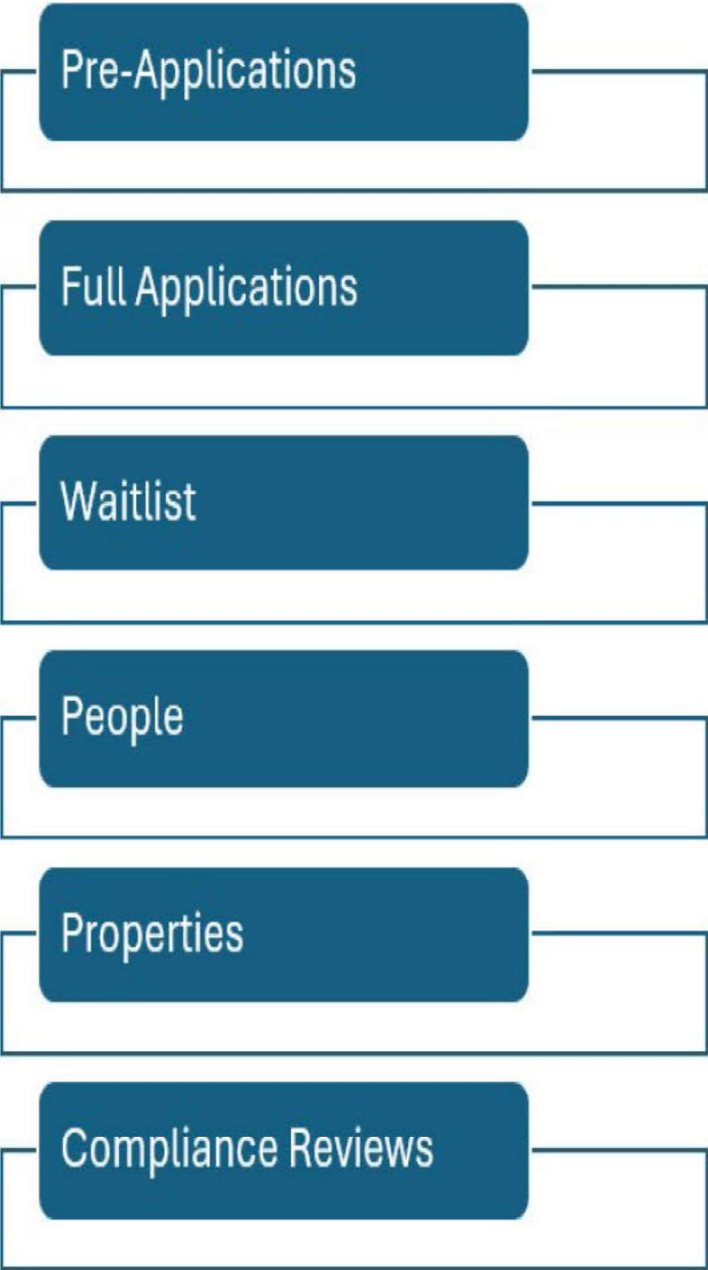 Pre-Applications
Full Applications
Waitlist
People
Properties
Compliance Reviews